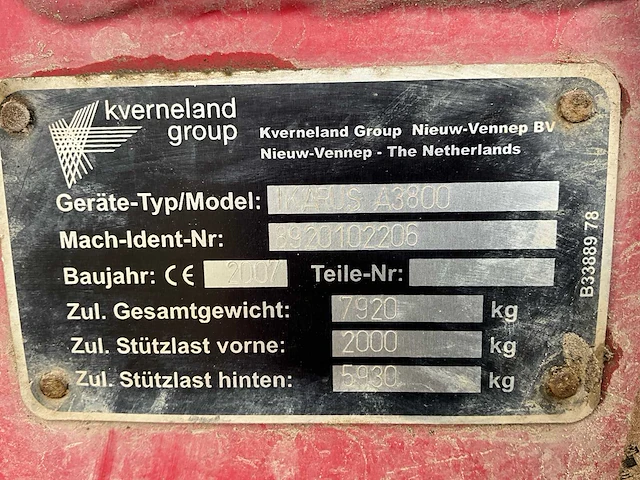 kverneland
group
Kverneland Group Nieuw-Vennep BV
Nieuw-Vennep - The Netherlands
Geräte-Typ/Model: IKARUS A3800
Mach-Ident-Nr: 8920102206
Baujahr: CE 2007 Teile-Nr:
Zul. Gesamtgewicht: 7920 kg
Zul. Stützlast vorne: 2000 kg
Zul. Stützlast hinten: 5930 kg
B33889 78